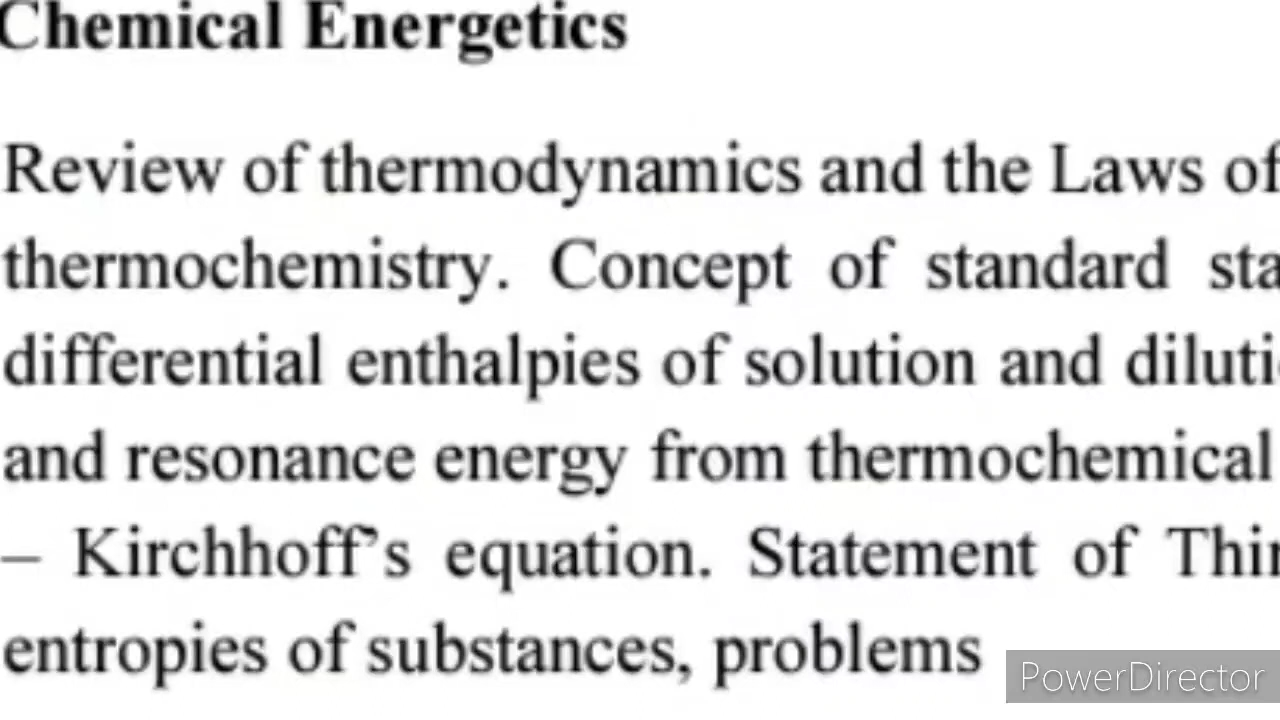 Chemical Energetics
Review of thermodynamics and the Laws of
thermochemistry. Concept of standard sta
differential enthalpies of solution and diluti
and resonance energy from thermochemical
– Kirchhoff's equation. Statement of Thir
entropies of substances, problems
PowerDirector